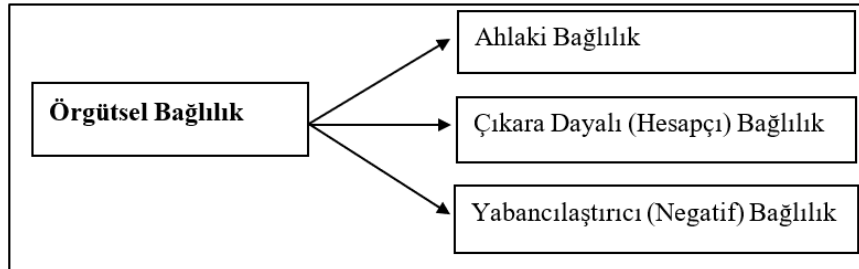 Ahlaki Bağlılık
Örgütsel Bağlılık
Çıkara Dayalı (Hesapçı) Bağlılık
Yabancılaştırıcı (Negatif) Bağlılık